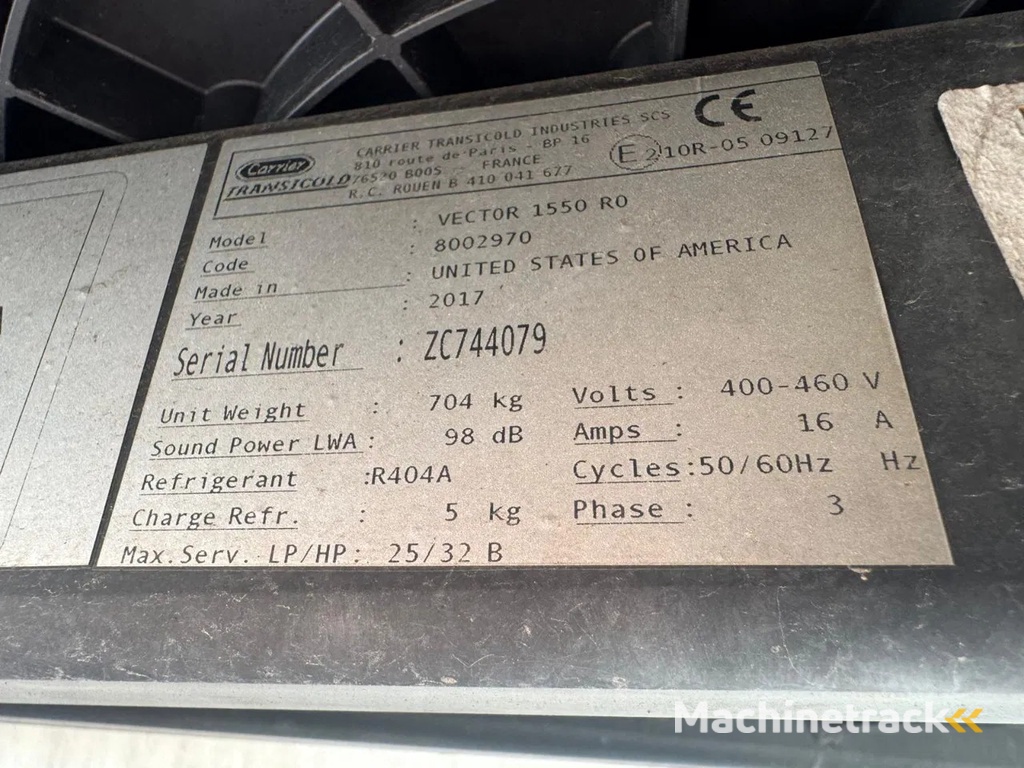 Carrier
TRANSICOLD
CARRIER TRANSICOLD INDUSTRIES SCS
810 route de Paris - BP 16
76520 BOOS - FRANCE
R.C. ROUEN B 410 041 677
CE
E2 10R-05 09127
Model : VECTOR 1550 RO
Code : 8002970
Made in : UNITED STATES OF AMERICA
Year : 2017
Serial Number : ZC744079
Unit Weight : 704 kg Volts : 400-460 V
Sound Power LWA : 98 dB Amps : 16 A
Refrigerant :R404A Cycles:50/60Hz Hz
Charge Refr. : 5 kg Phase : 3
Max.Serv. LP/HP: 25/32 B
Machinetrack